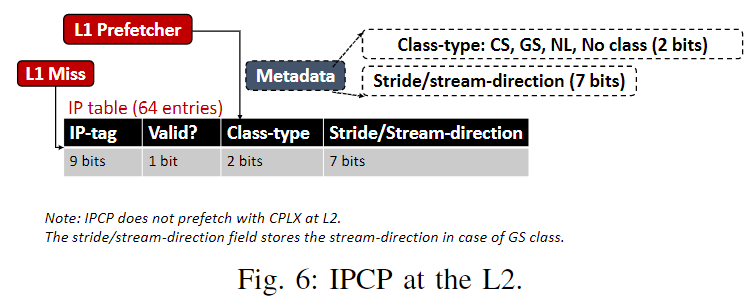 L1 Prefetcher
Class-type: CS, GS, NL, No class (2 bits)
L1 Miss
Metadata
Stride/stream-direction (7 bits)
IP table (64 entries)
IP-tag Valid? Class-type Stride/Stream-direction
9 bits 1 bit 2 bits 7 bits
Note: IPCP does not prefetch with CPLX at L2.
The stride/stream-direction field stores the stream-direction in case of GS class.
Fig. 6: IPCP at the L2.